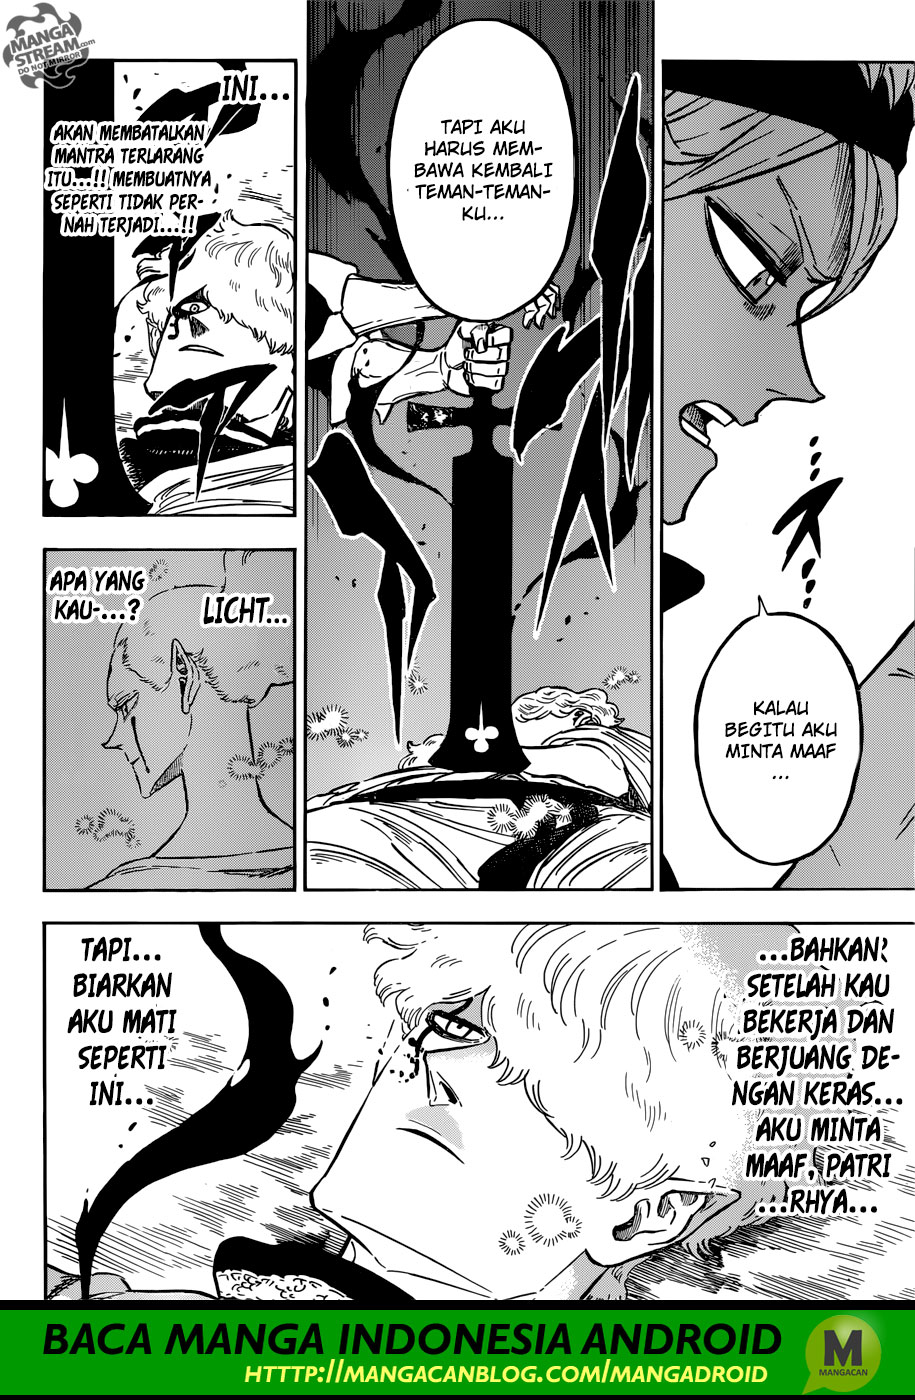 MANGA
STREAM.com
DO NOT MIRROR
KALAU
BEGITU AKU
MINTA MAAF
...
TAPI AKU
HARUS MEM-
BAWA KEMBALI
TEMAN-TEMAN-
KU...
INI...
AKAN MEMBATALKAN
MANTRA TERLARANG
ITU...!! MEMBUATNYA
SEPERTI TIDAK PER-
NAH TERJADI...!!
LICHT...
APA YANG
KAU-...?
...BAHKAN
SETELAH KAU
BEKERJA DAN
BERJUANG DE-
NGAN KERAS...
AKU MINTA
MAAF, PATRI
...RHYA...
TAPI...
BIARKAN
AKU MATI
SEPERTI
INI...
BACA MANGA INDONESIA ANDROID
HTTTP://MANGACANBLOG.COM/MANGADROID
M
MANGACAN